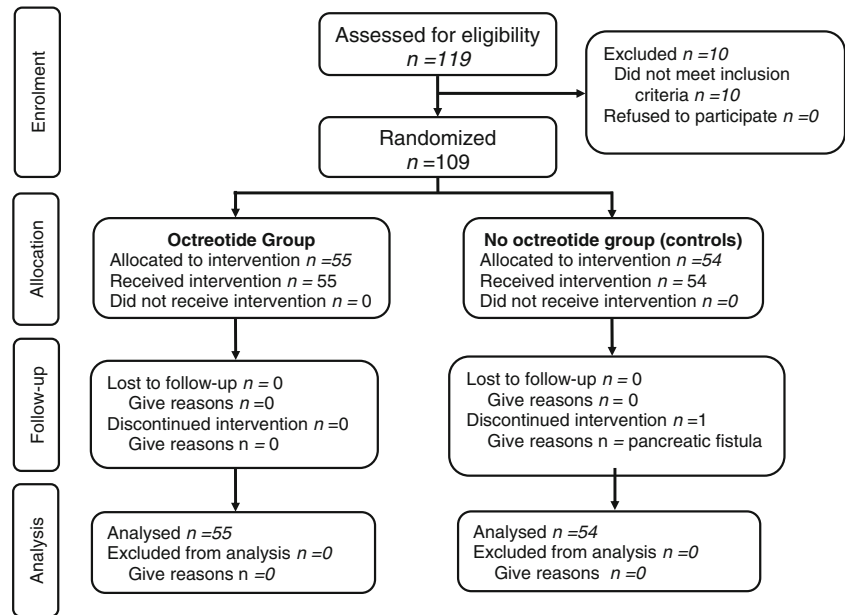 Enrolment
Assessed for eligibility
n =119
Excluded n =10
Did not meet inclusion
criteria n =10
Refused to participate n =0
Randomized
n =109
Allocation
Octreotide Group
Allocated to intervention n =55
Received intervention n = 55
Did not receive intervention n = 0
No octreotide group (controls)
Allocated to intervention n =54
Received intervention n = 54
Did not receive intervention n =0
Follow-up
Lost to follow-up n = 0
Give reasons n =0
Discontinued intervention n =0
Give reasons n = 0
Lost to follow-up n = 0
Give reasons n = 0
Discontinued intervention n =1
Give reasons n = pancreatic fistula
Analysis
Analysed n =55
Excluded from analysis n =0
Give reasons n =0
Analysed n =54
Excluded from analysis n =0
Give reasons n =0